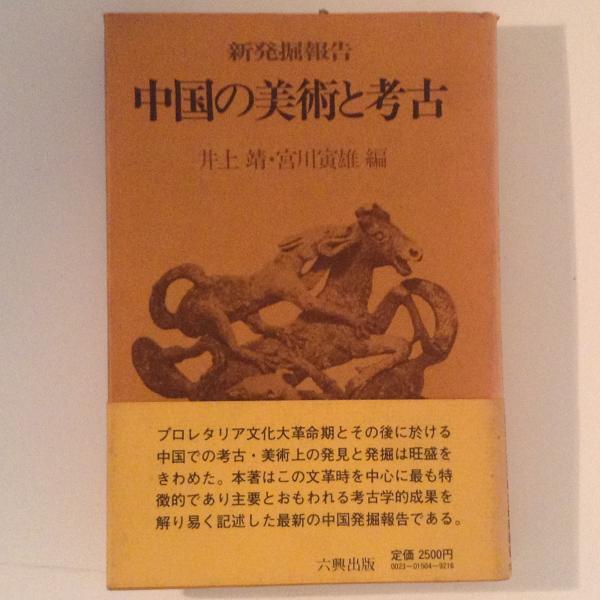 新発掘報告
中国の美術と考古
井上 靖・宮川寅雄 編
プロレタリア文化大革命期とその後に於ける
中国での考古・美術上の発見と発掘は旺盛を
きわめた。本著はこの文革時を中心に最も特
徴的であり主要とおもわれる考古学的成果を
解り易く記述した最新の中国発掘報告である。
六興出版
定価 2500円
0023-01504-9216